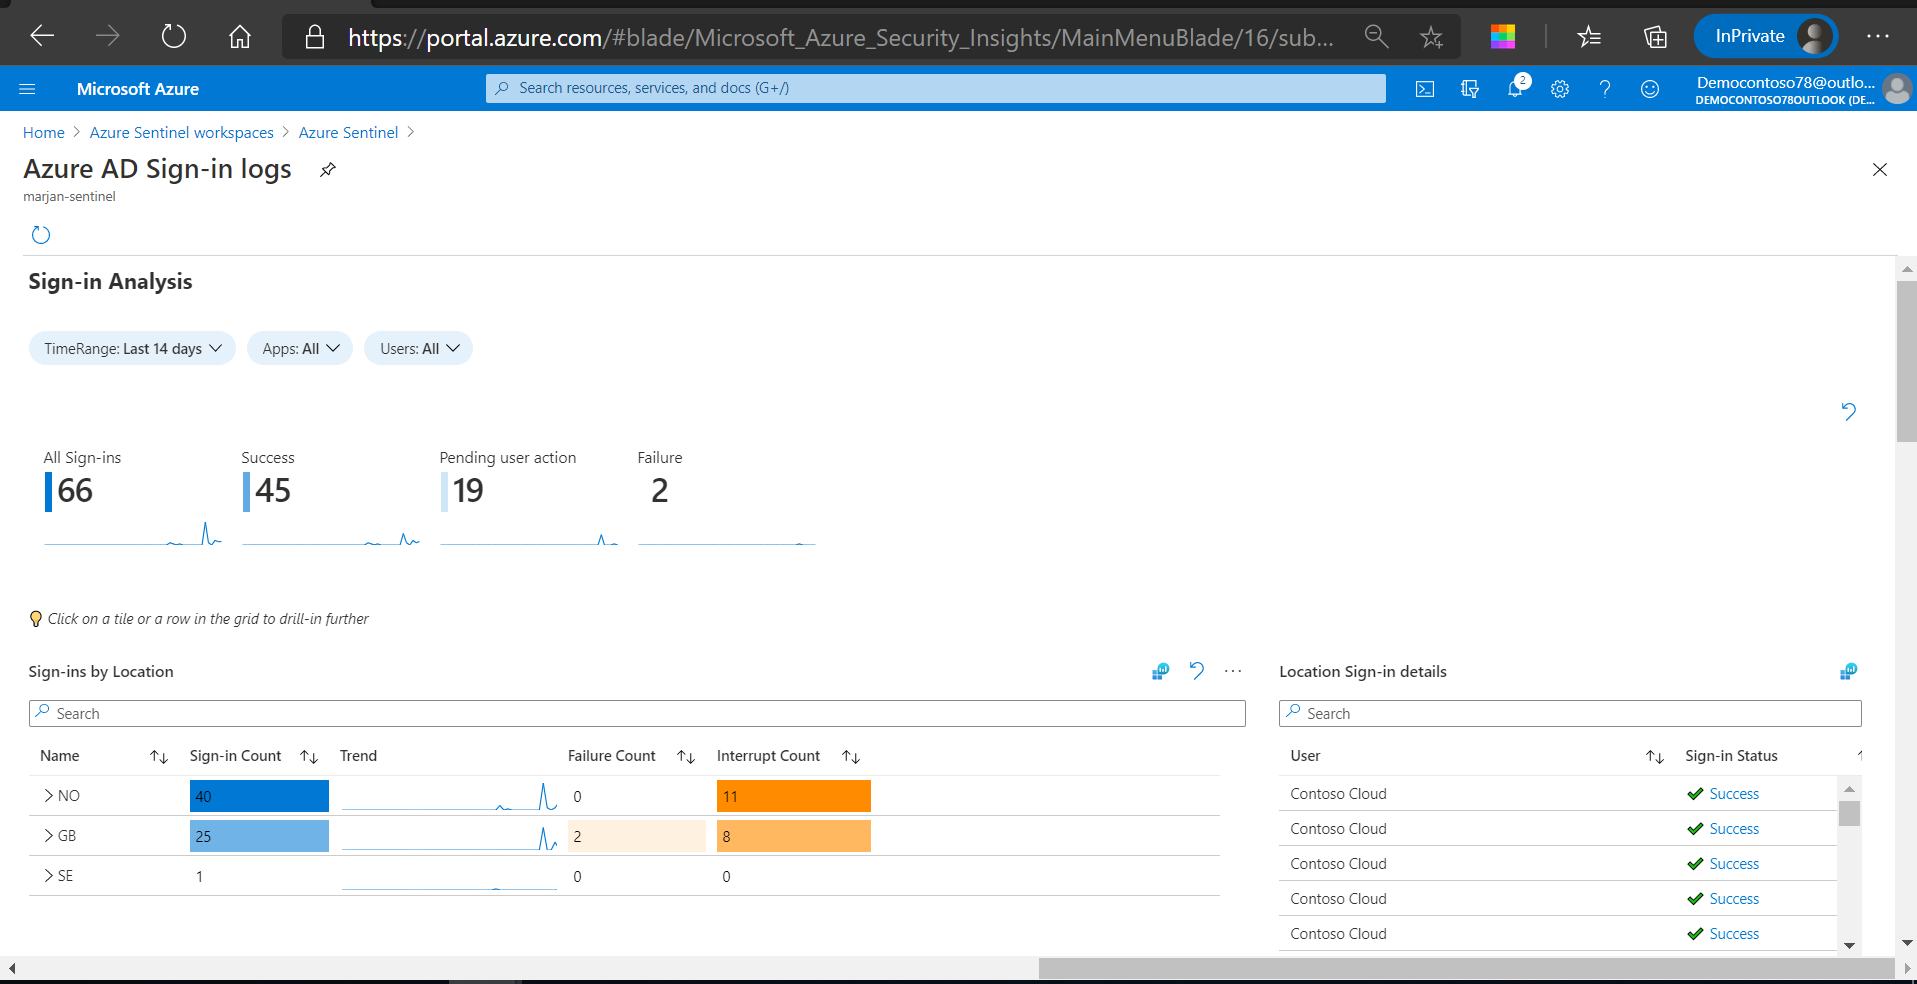 https://portal.azure.com/#blade/Microsoft_Azure_Security_Insights/MainMenuBlade/16/sub...
InPrivate
Microsoft Azure
Search resources, services, and docs (G+/)
2
Democontoso78@outlo...
DEMOCONTOSO78OUTLOOK (DE...
Home > Azure Sentinel workspaces > Azure Sentinel >
Azure AD Sign-in logs
marjan-sentinel
Sign-in Analysis
TimeRange: Last 14 days
Apps: All
Users: All
All Sign-ins
66
Success
45
Pending user action
19
Failure
2
Click on a tile or a row in the grid to drill-in further
Sign-ins by Location
Search
Name Sign-in Count Trend Failure Count Interrupt Count
NO 40 0 11
GB 25 2 8
SE 1 0 0
Location Sign-in details
Search
User Sign-in Status
Contoso Cloud Success
Contoso Cloud Success
Contoso Cloud Success
Contoso Cloud Success
Contoso Cloud Success